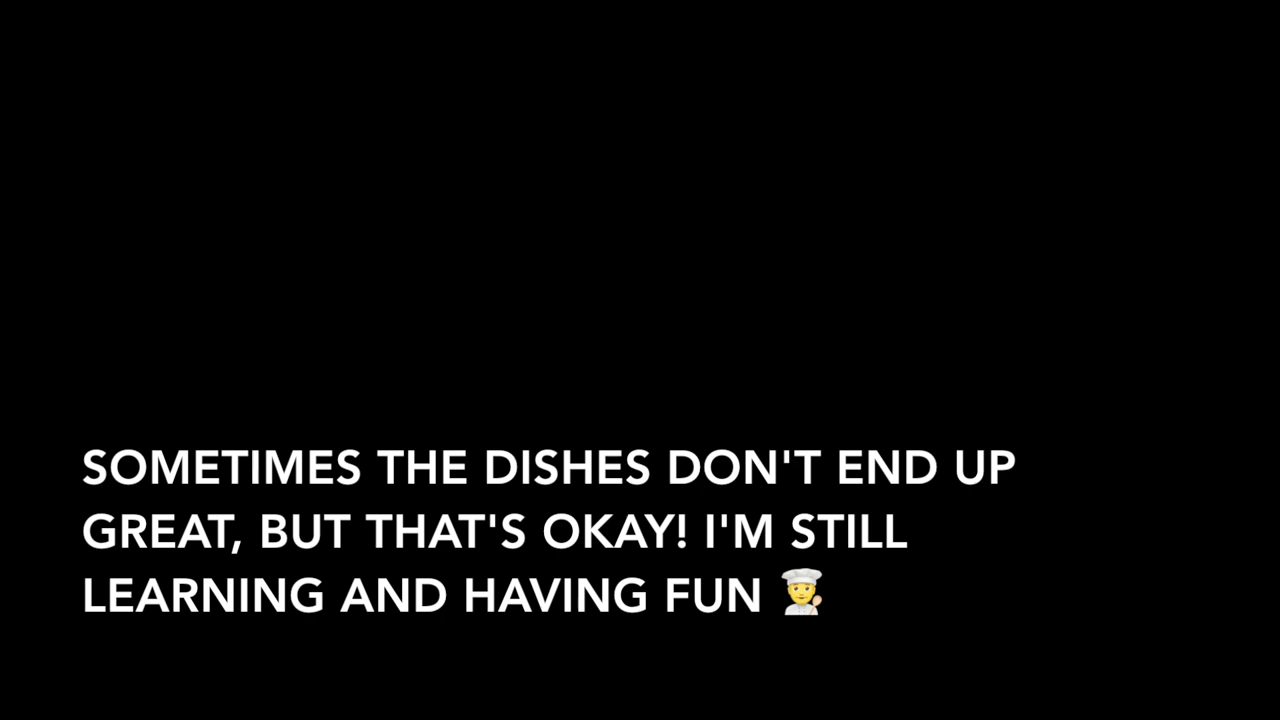 SOMETIMES THE DISHES DON'T END UP
GREAT, BUT THAT'S OKAY! I'M STILL
LEARNING AND HAVING FUN 🧑‍🍳